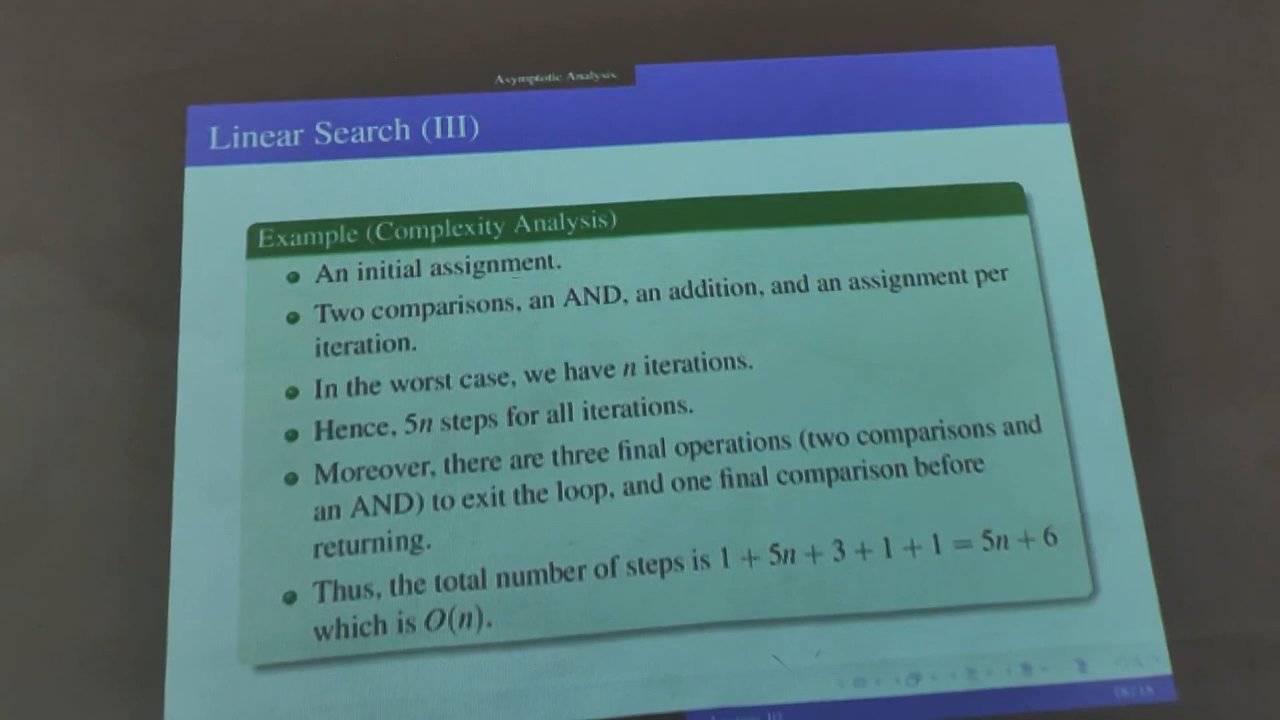 Asymptotic Analysis
Linear Search (III)
Example (Complexity Analysis)
An initial assignment.
Two comparisons, an AND, an addition, and an assignment per
iteration.
In the worst case, we have n iterations.
Hence, 5n steps for all iterations.
Moreover, there are three final operations (two comparisons and
an AND) to exit the loop, and one final comparison before
returning.
Thus, the total number of steps is 1 + 5n + 3 + 1 + 1 = 5n + 6
which is O(n).